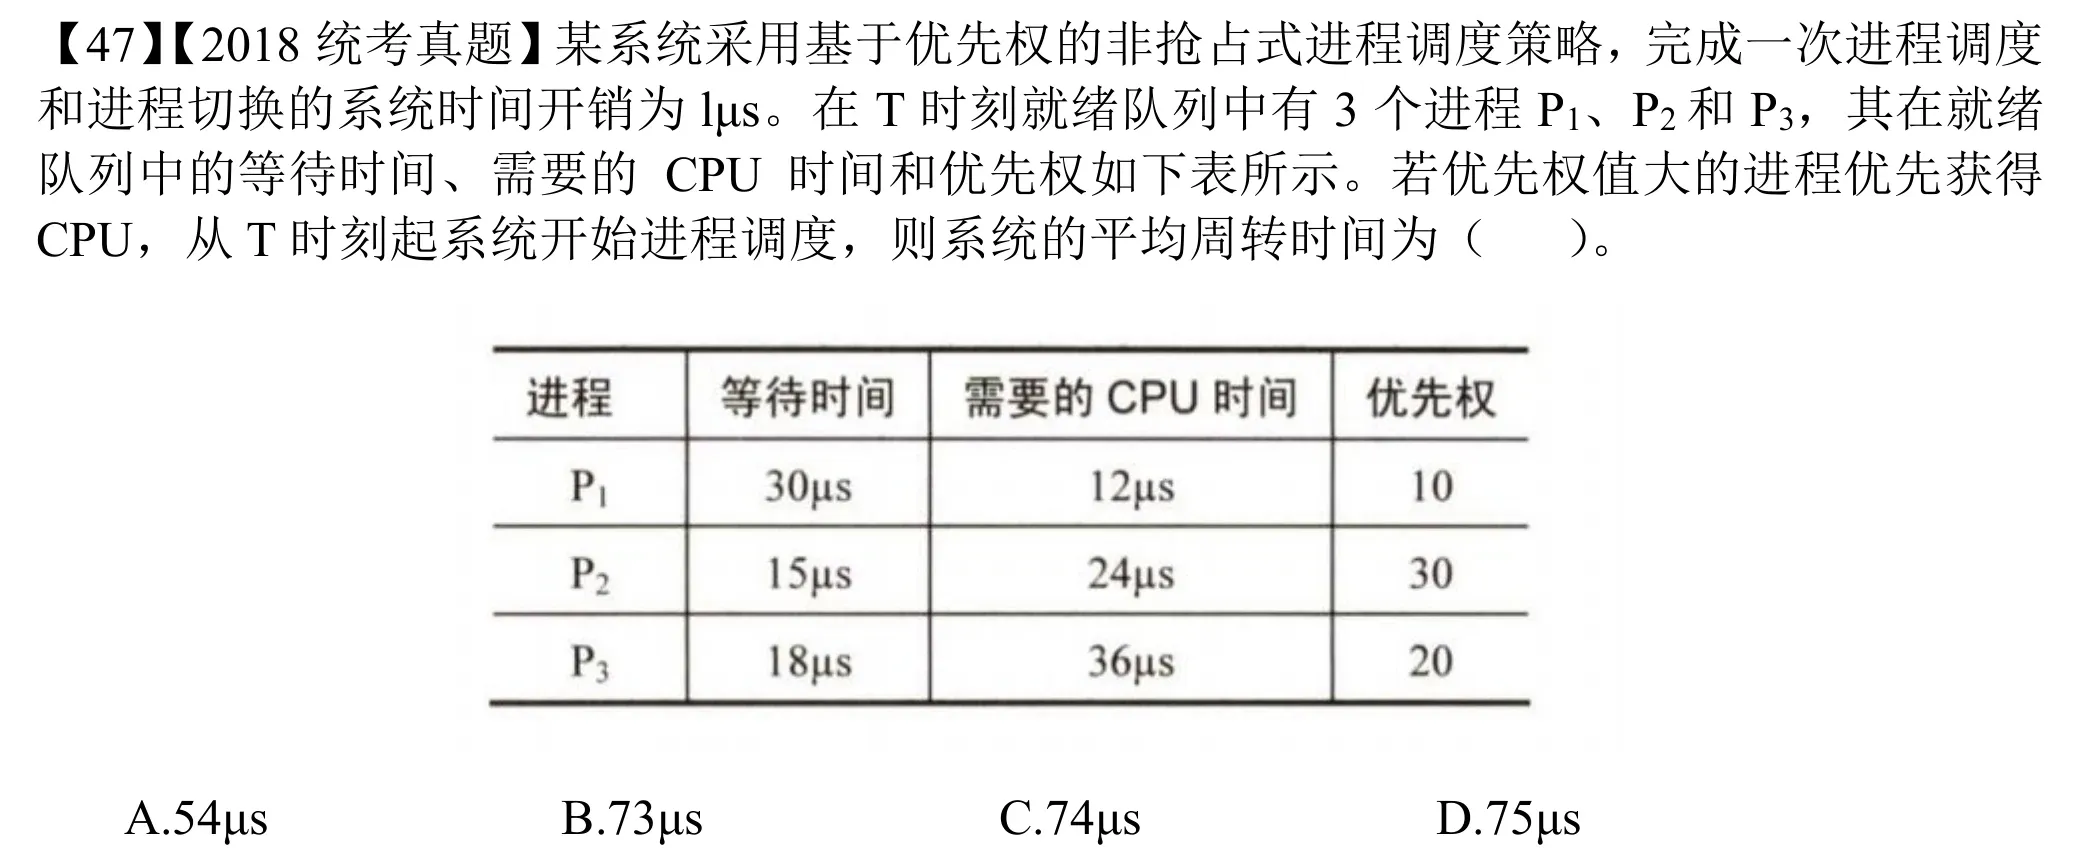 【47】【2018 统考真题】某系统采用基于优先权的非抢占式进程调度策略，完成一次进程调度
和进程切换的系统时间开销为 lμs。在 T 时刻就绪队列中有 3 个进程 P₁、P₂和 P₃，其在就绪
队列中的等待时间、需要的 CPU 时间和优先权如下表所示。若优先权值大的进程优先获得
CPU，从 T 时刻起系统开始进程调度，则系统的平均周转时间为（ ）。
进程 等待时间 需要的 CPU 时间 优先权
P₁ 30μs 12μs 10
P₂ 15μs 24μs 30
P₃ 18μs 36μs 20
A.54μs B.73μs C.74μs D.75μs